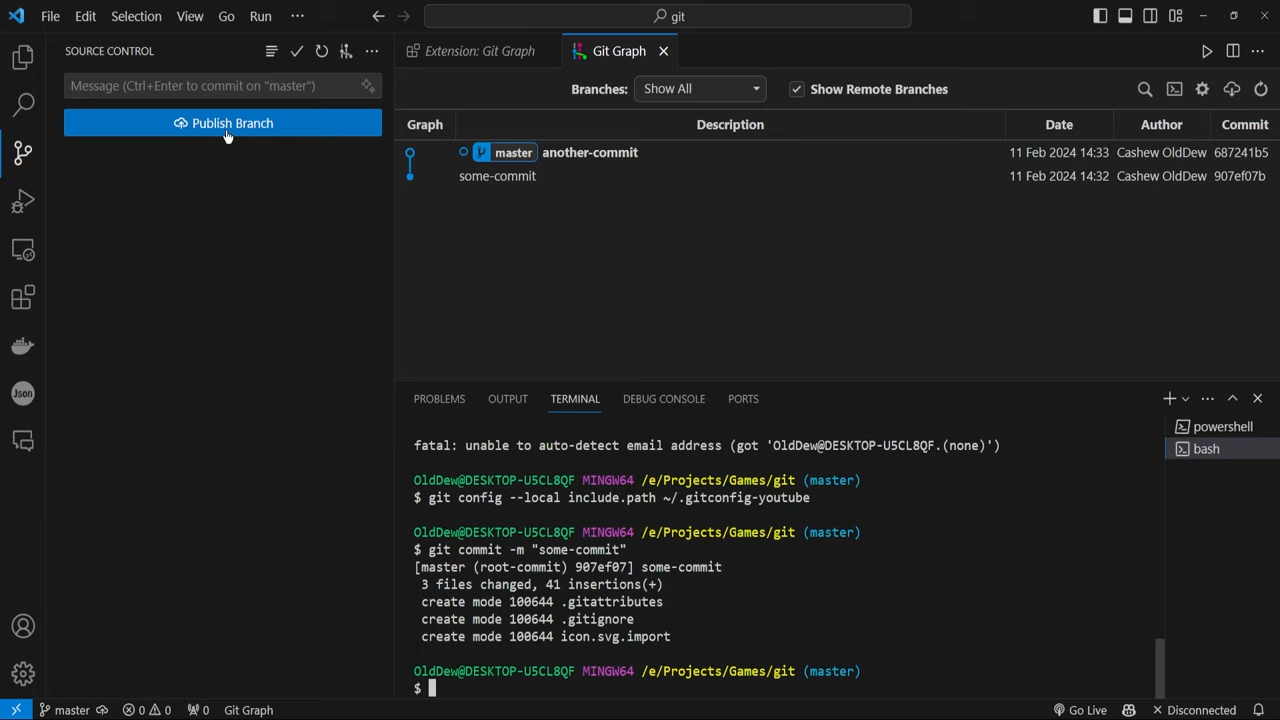 File Edit Selection View Go Run ··· git
SOURCE CONTROL
Message (Ctrl+Enter to commit on "master")
Publish Branch
Extension: Git Graph
Git Graph
Branches: Show All Show Remote Branches
Graph Description Date Author Commit
master another-commit 11 Feb 2024 14:33 Cashew OldDew 687241b5
some-commit 11 Feb 2024 14:32 Cashew OldDew 907ef07b
Json
PROBLEMS OUTPUT TERMINAL DEBUG CONSOLE PORTS
powershell
bash
fatal: unable to auto-detect email address (got 'OldDew@DESKTOP-U5CL8QF.(none)')
OldDew@DESKTOP-U5CL8QF MINGW64 /e/Projects/Games/git (master)
$ git config --local include.path ~/.gitconfig-youtube
OldDew@DESKTOP-U5CL8QF MINGW64 /e/Projects/Games/git (master)
$ git commit -m "some-commit"
[master (root-commit) 907ef07] some-commit
3 files changed, 41 insertions(+)
create mode 100644 .gitattributes
create mode 100644 .gitignore
create mode 100644 icon.svg.import
OldDew@DESKTOP-U5CL8QF MINGW64 /e/Projects/Games/git (master)
$
master 0 0 0 Git Graph Go Live Disconnected